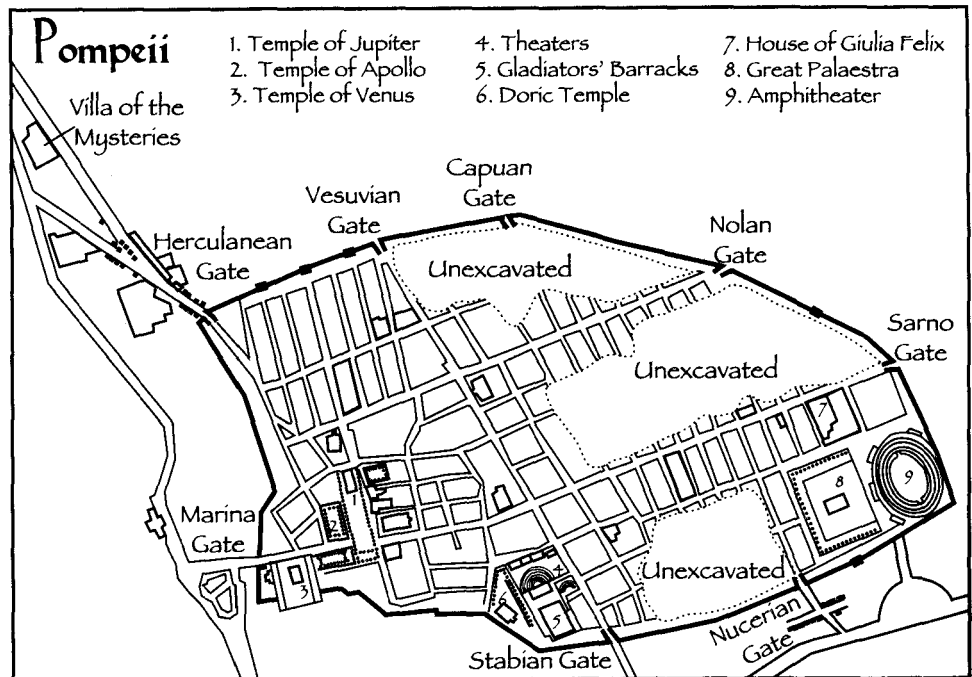 Pompeii
1. Temple of Jupiter
2. Temple of Apollo
3. Temple of Venus
4. Theaters
5. Gladiators' Barracks
6. Doric Temple
7. House of Giulia Felix
8. Great Palaestra
9. Amphitheater
Villa of the
Mysteries
Herculanean
Gate
Vesuvian
Gate
Capuan
Gate
Nolan
Gate
Sarno
Gate
Unexcavated
Unexcavated
Unexcavated
Marina
Gate
Stabian Gate
Nucerian
Gate
1
2
3
4
5
6
7
8
9